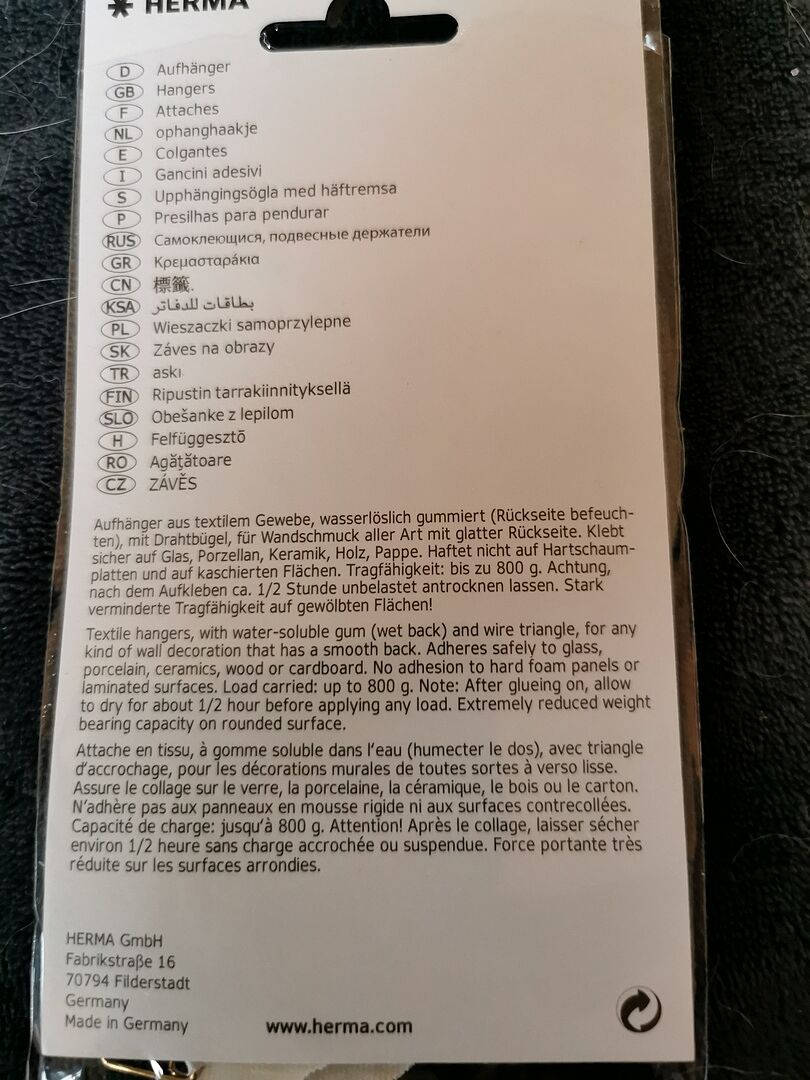 HERMA
D Aufhänger
GB Hangers
F Attaches
NL ophanghaakje
E Colgantes
I Gancini adesivi
S Upphängingsögla med häftremsa
P Presilhas para pendurar
RUS Самоклеющися, подвесные держатели
GR Κρεμασταράκια
CN 標籤.
KSA بطاقات للدفاتر
PL Wieszaczki samoprzylepne
SK Záves na obrazy
TR askı
FIN Ripustin tarrakiinnityksellä
SLO Obešanke z lepilom
H Felfüggesztō
RO Agăţătoare
CZ ZÁVĚS
Aufhänger aus textilem Gewebe, wasserlöslich gummiert (Rückseite befeuch-
ten), mit Drahtbügel, für Wandschmuck aller Art mit glatter Rückseite. Klebt
sicher auf Glas, Porzellan, Keramik, Holz, Pappe. Haftet nicht auf Hartschaum-
platten und auf kaschierten Flächen. Tragfähigkeit: bis zu 800 g. Achtung,
nach dem Aufkleben ca. 1/2 Stunde unbelastet antrocknen lassen. Stark
verminderte Tragfähigkeit auf gewölbten Flächen!
Textile hangers, with water-soluble gum (wet back) and wire triangle, for any
kind of wall decoration that has a smooth back. Adheres safely to glass,
porcelain, ceramics, wood or cardboard. No adhesion to hard foam panels or
laminated surfaces. Load carried: up to 800 g. Note: After glueing on, allow
to dry for about 1/2 hour before applying any load. Extremely reduced weight
bearing capacity on rounded surface.
Attache en tissu, à gomme soluble dans l'eau (humecter le dos), avec triangle
d'accrochage, pour les décorations murales de toutes sortes à verso lisse.
Assure le collage sur le verre, la porcelaine, la céramique, le bois ou le carton.
N'adhère pas aux panneaux en mousse rigide ni aux surfaces contrecollées.
Capacité de charge: jusqu'à 800 g. Attention! Après le collage, laisser sécher
environ 1/2 heure sans charge accrochée ou suspendue. Force portante très
réduite sur les surfaces arrondies.
HERMA GmbH
Fabrikstraße 16
70794 Filderstadt
Germany
Made in Germany
www.herma.com